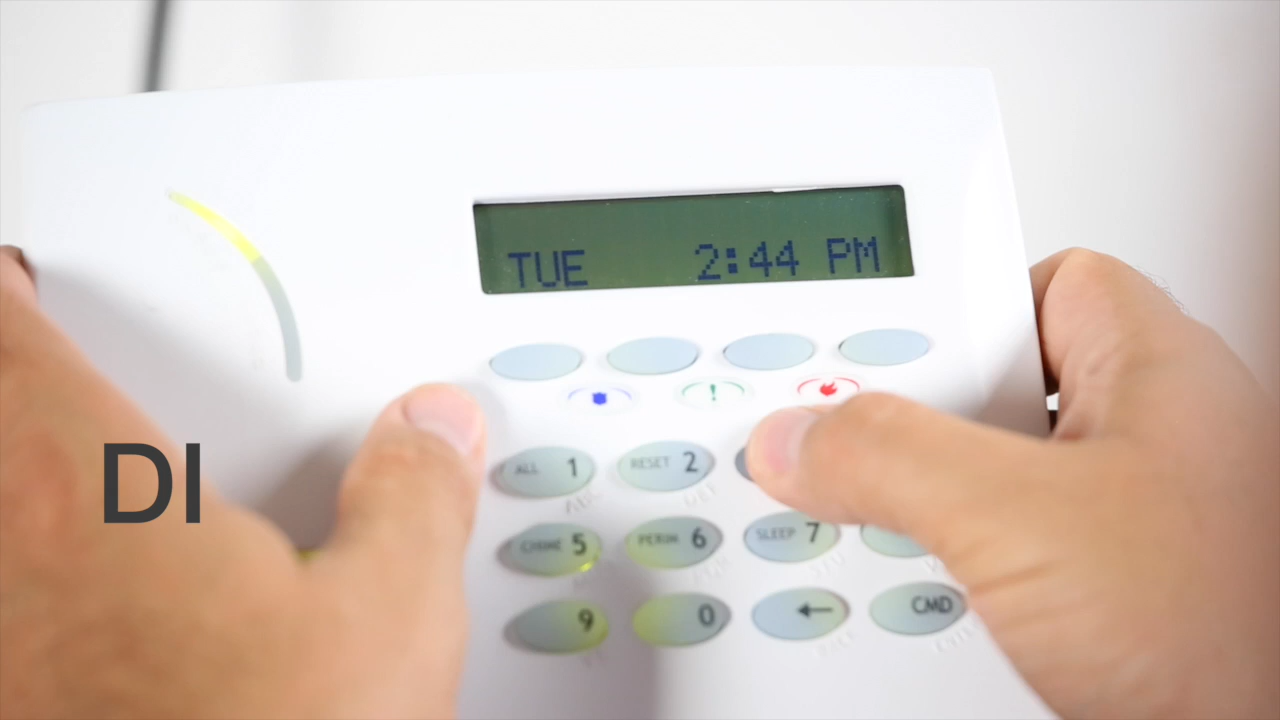 TUE 2:44 PM
ALL 1 RESET 2
DI
CHIME 5 PERIM 6 SLEEP 7
9 0 ← CMD